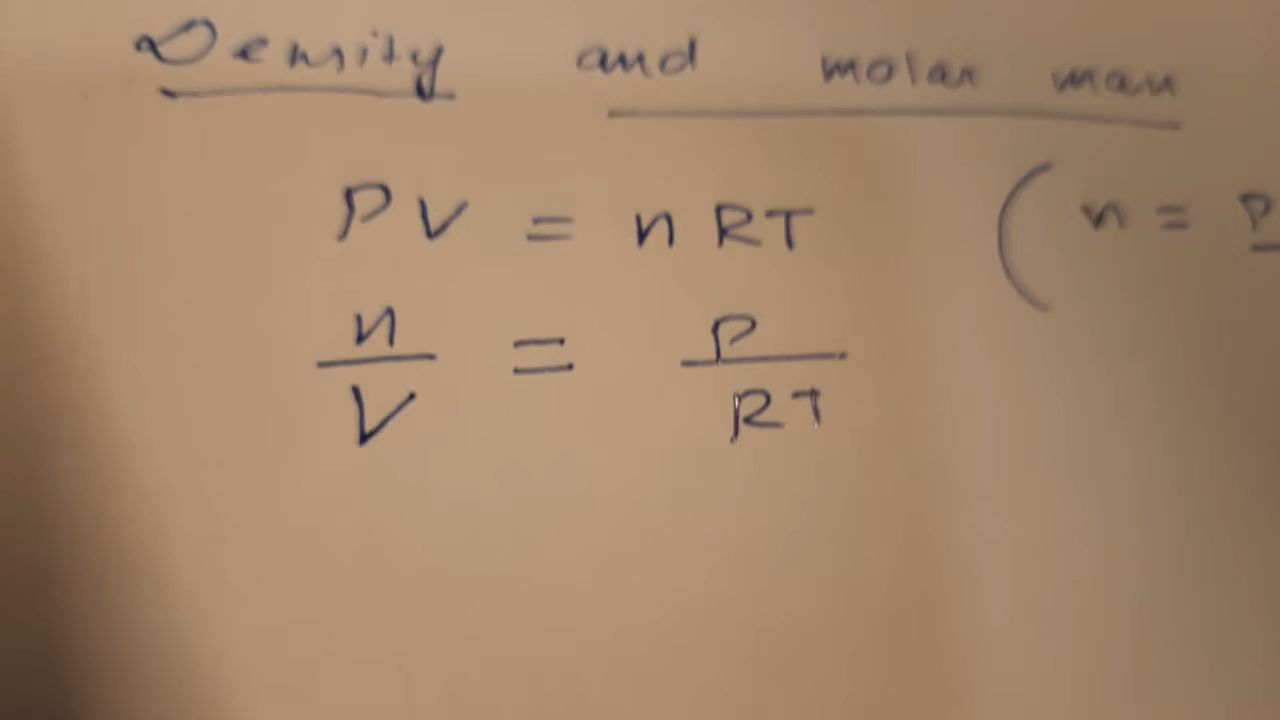 Density and molar mass
PV = nRT (n = P
n/V = P/RT